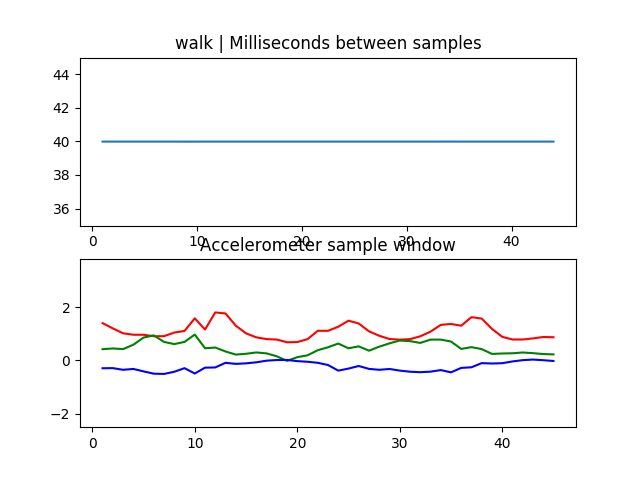 walk | Milliseconds between samples
44
42
40
38
36
0 10 20 30 40
Accelerometer sample window
2
0
−2
0 10 20 30 40